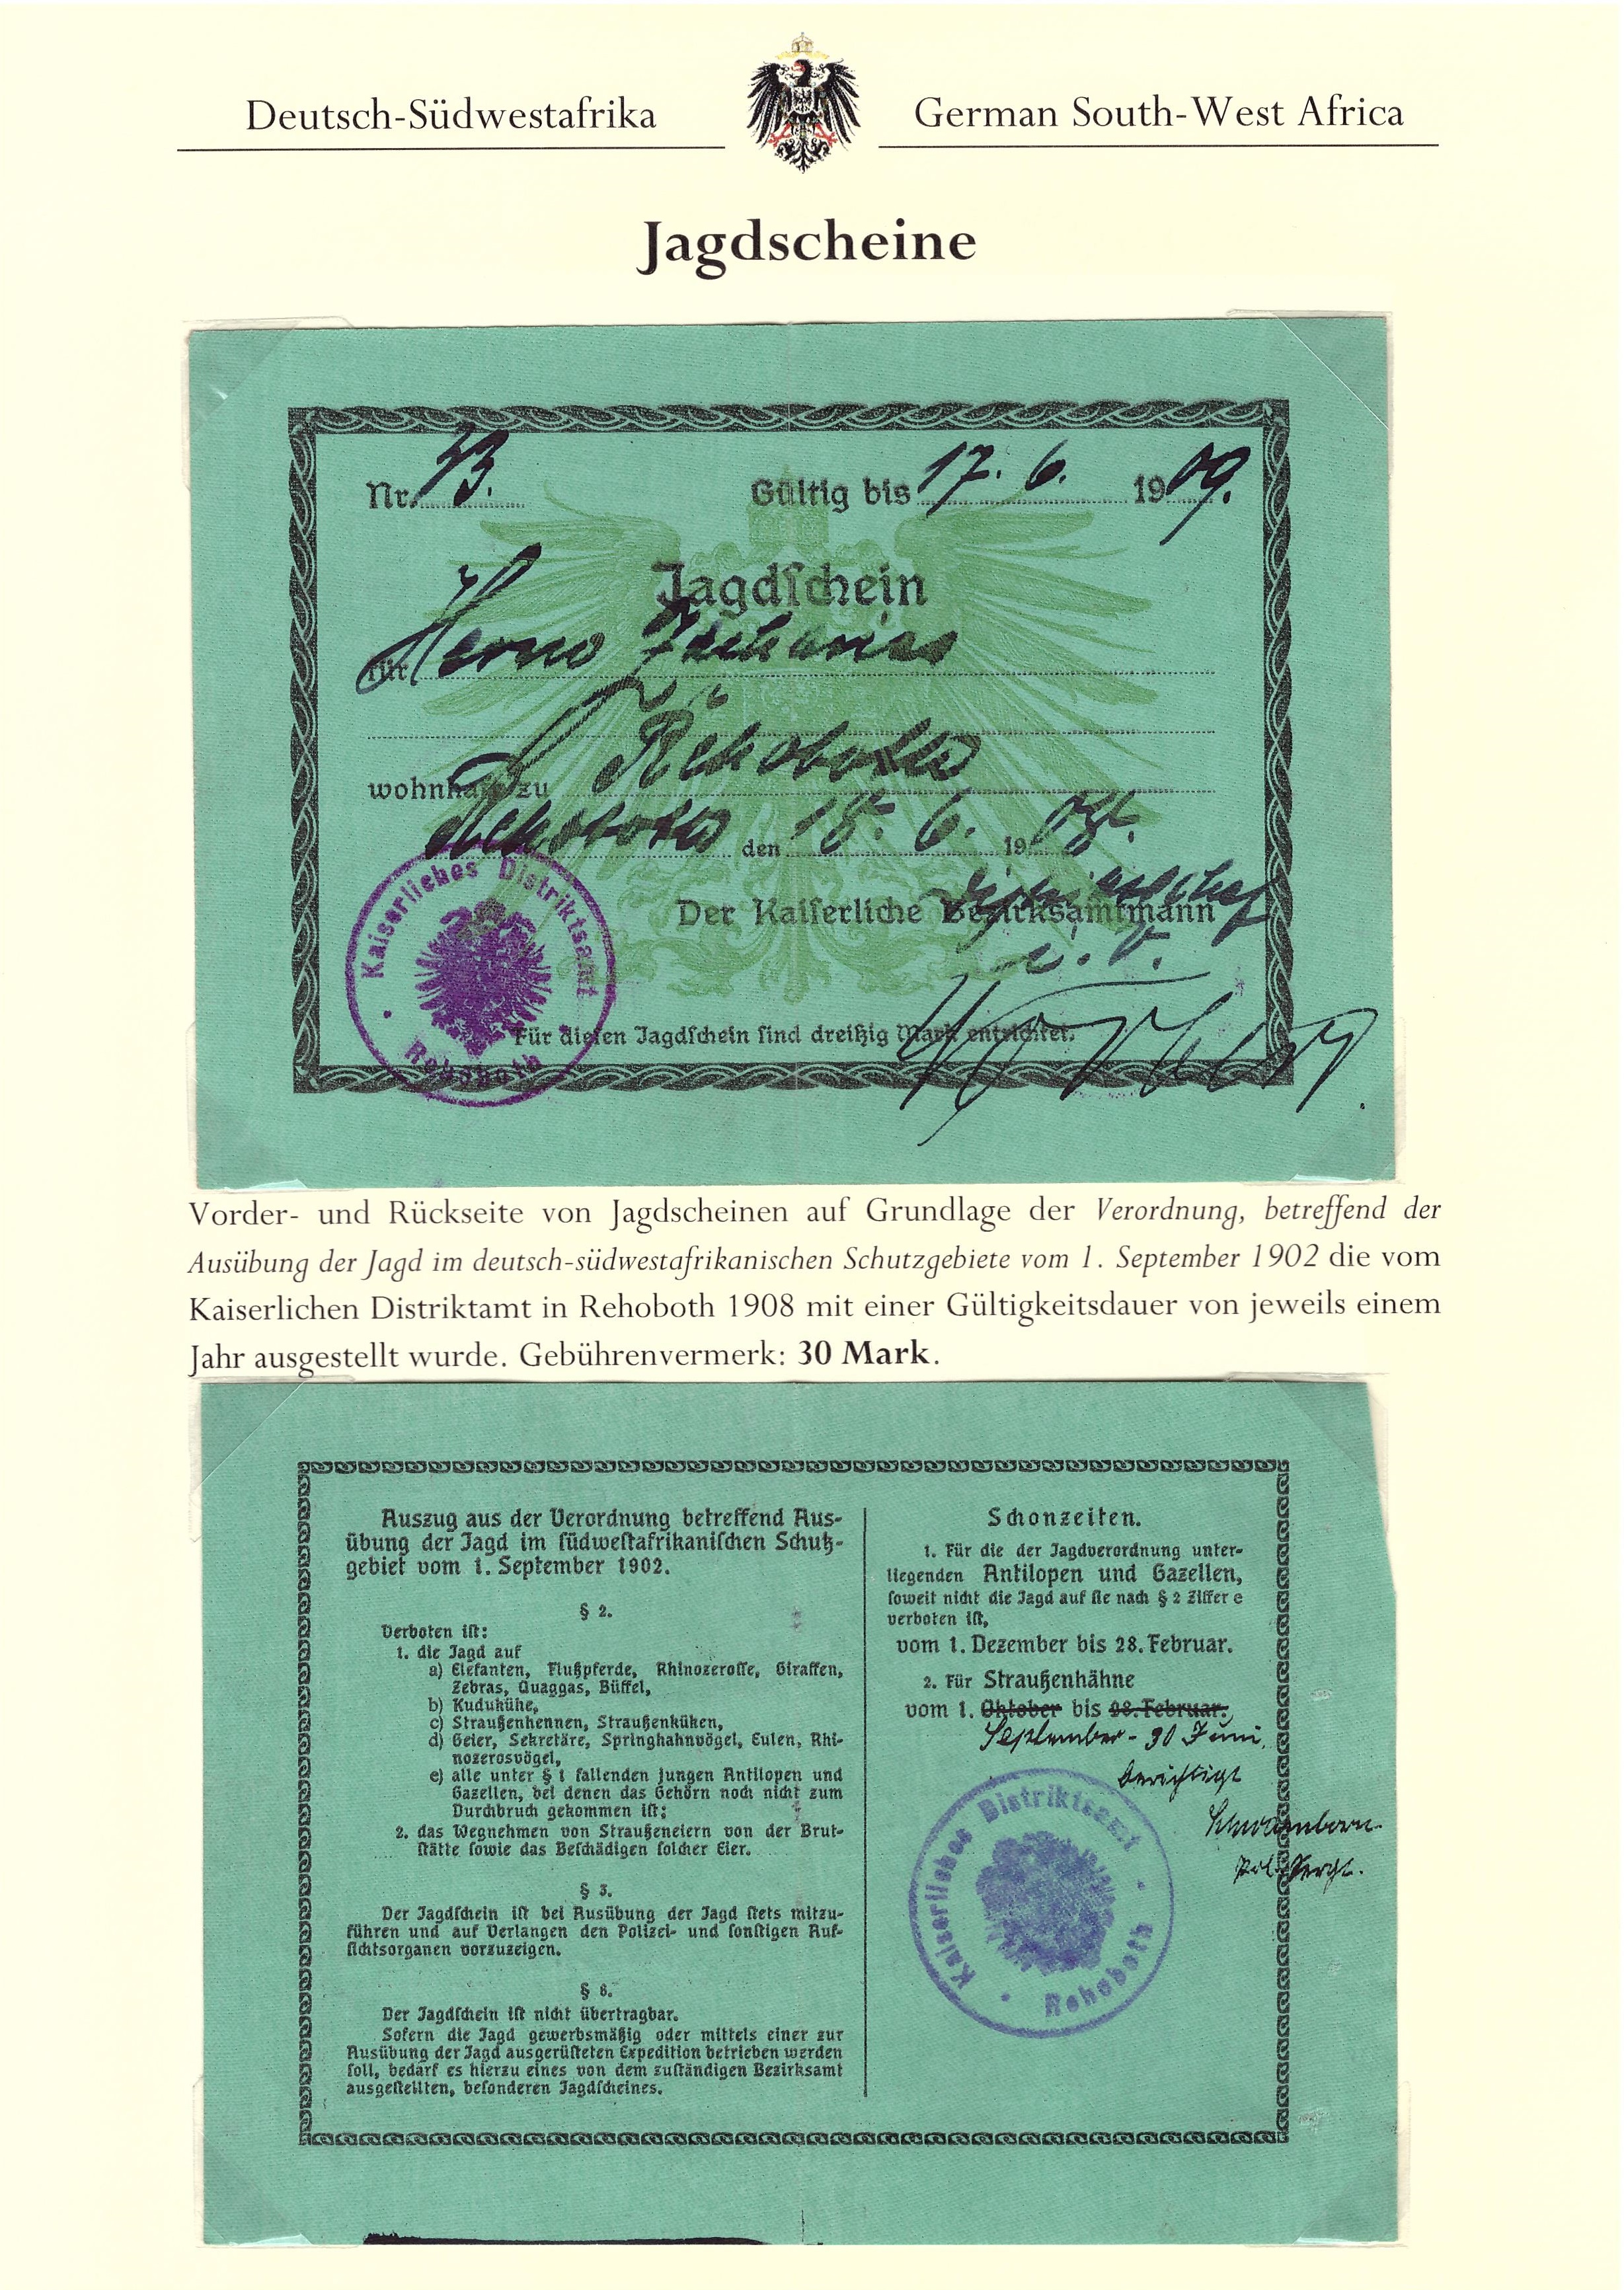 Deutsch-Südwestafrika
German South-West Africa
Jagdscheine
Nr. 73.
Gültig bis 17. 6. 1909.
Jagdſchein
für Herrn
wohnhaft zu Rehoboth
Rehoboth den 18. 6. 1908.
Der Kaiſerliche Bezirksamtmann
Distriktschef
i. V.
Kaiserliches Distriktsamt
Rehoboth
Für dieſen Jagdſchein ſind dreißig Mark entrichtet.
Vorder- und Rückseite von Jagdscheinen auf Grundlage der Verordnung, betreffend der
Ausübung der Jagd im deutsch-südwestafrikanischen Schutzgebiete vom 1. September 1902 die vom
Kaiserlichen Distriktamt in Rehoboth 1908 mit einer Gültigkeitsdauer von jeweils einem
Jahr ausgestellt wurde. Gebührenvermerk: 30 Mark.
Auszug aus der Verordnung betreffend Aus-
übung der Jagd im ſüdweſtafrikaniſchen Schutz-
gebiet vom 1. September 1902.
§ 2.
Verboten iſt:
1. die Jagd auf
a) Elefanten, Flußpferde, Rhinozeroſſe, Giraffen,
Zebras, Quaggas, Büffel,
b) Kudukühe,
c) Straußenhennen, Straußenküken,
d) Geier, Sekretäre, Springhahnvögel, Eulen, Rhi-
nozerosvögel,
e) alle unter § 1 fallenden jungen Antilopen und
Gazellen, bei denen das Gehörn noch nicht zum
Durchbruch gekommen iſt;
2. das Wegnehmen von Straußeneiern von der Brut-
ſtätte ſowie das Beſchädigen ſolcher Eier.
§ 3.
Der Jagdſchein iſt bei Ausübung der Jagd ſtets mitzu-
führen und auf Verlangen den Polizei- und ſonſtigen Auf-
ſichtsorganen vorzuzeigen.
§ 8.
Der Jagdſchein iſt nicht übertragbar.
Sofern die Jagd gewerbsmäßig oder mittels einer zur
Ausübung der Jagd ausgerüſteten Expedition betrieben werden
ſoll, bedarf es hierzu eines von dem zuſtändigen Bezirksamt
ausgeſtellten, beſonderen Jagdſcheines.
Schonzeiten.
1. Für die der Jagdverordnung unter-
liegenden Antilopen und Gazellen,
ſoweit nicht die Jagd auf ſie nach § 2 Ziffer e
verboten iſt,
vom 1. Dezember bis 28. Februar.
2. Für Straußenhähne
vom 1. Oktober bis 28. Februar.
September - 30 Juni.
berichtigt
Schwamborn
Pol. Sergt.
Kaiserliches Distriktsamt
Rehoboth